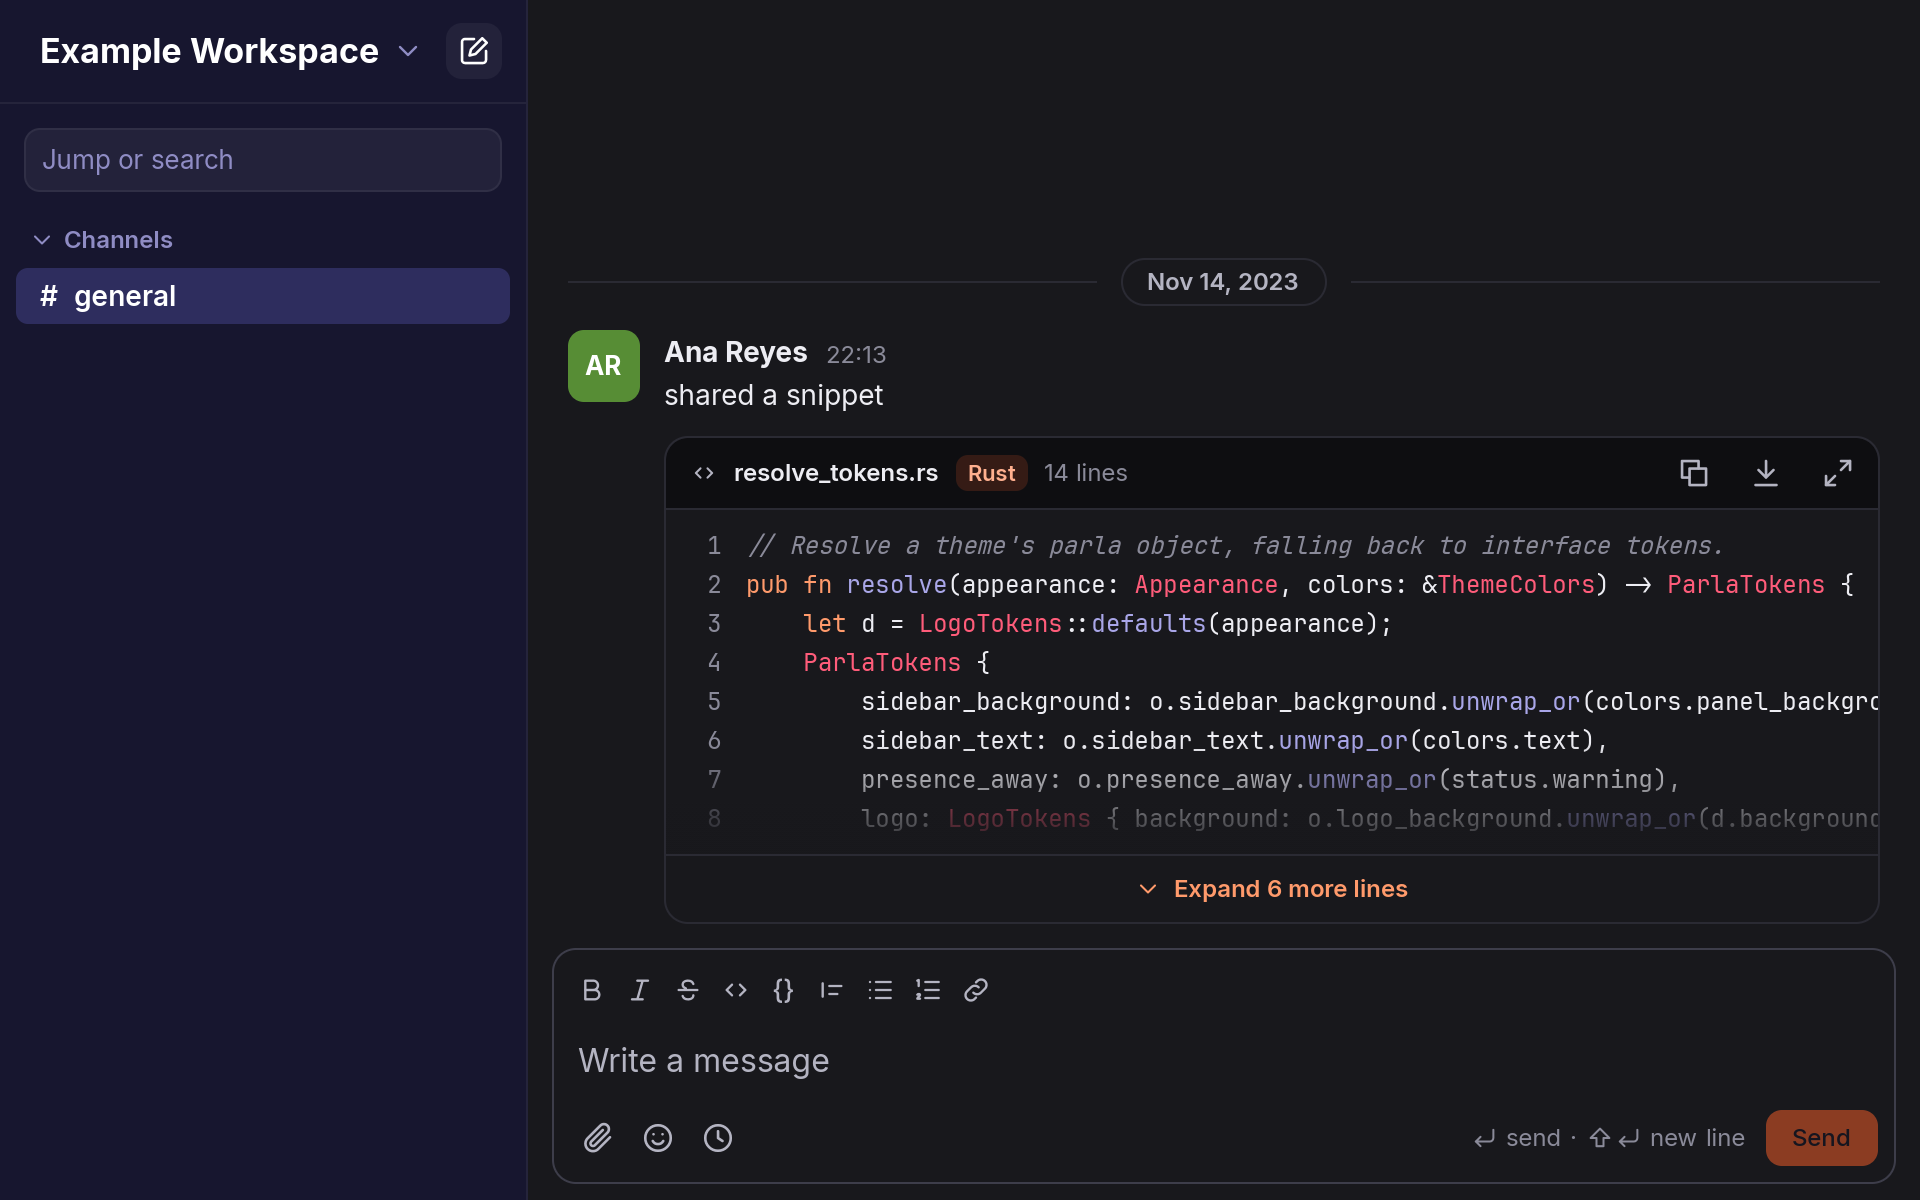 Example Workspace
Jump or search
Channels
# general
Nov 14, 2023
AR
Ana Reyes 22:13
shared a snippet
resolve_tokens.rs Rust 14 lines
1 // Resolve a theme's parla object, falling back to interface tokens.
2 pub fn resolve(appearance: Appearance, colors: &ThemeColors) -> ParlaTokens {
3     let d = LogoTokens::defaults(appearance);
4     ParlaTokens {
5         sidebar_background: o.sidebar_background.unwrap_or(colors.panel_backgro
6         sidebar_text: o.sidebar_text.unwrap_or(colors.text),
7         presence_away: o.presence_away.unwrap_or(status.warning),
8         logo: LogoTokens { background: o.logo_background.unwrap_or(d.background
Expand 6 more lines
Write a message
send · new line
Send